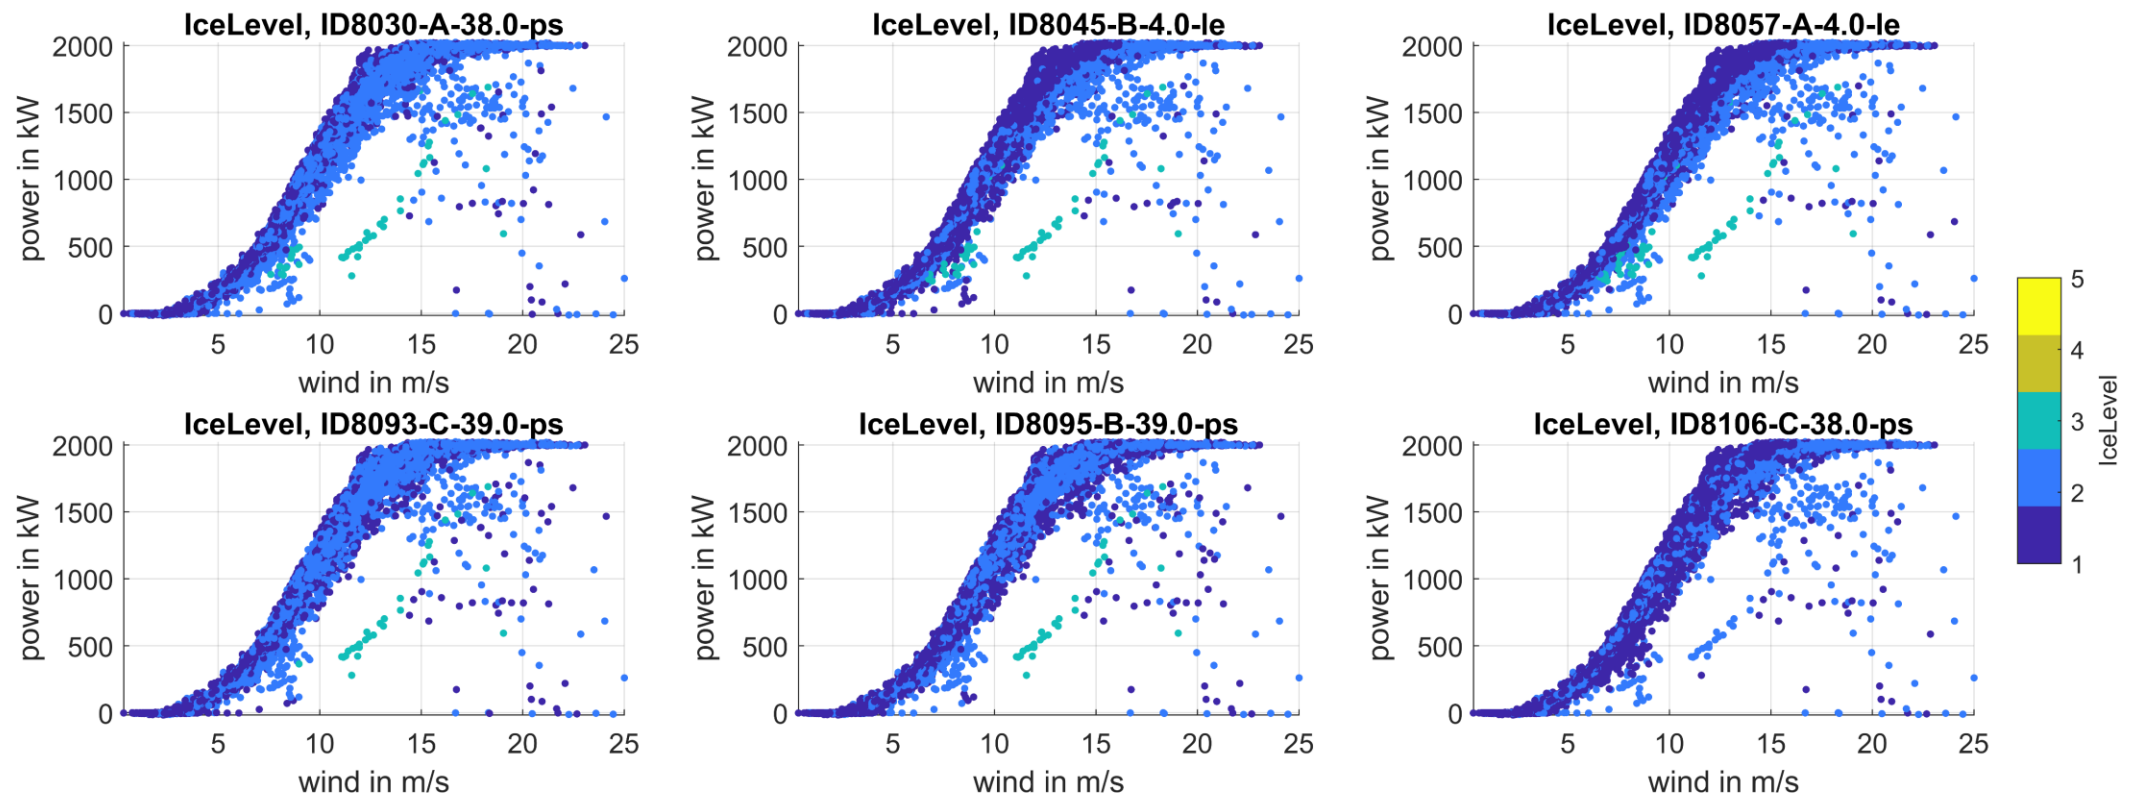 IceLevel, ID8030-A-38.0-ps
IceLevel, ID8045-B-4.0-le
IceLevel, ID8057-A-4.0-le
power in kW
2000
1500
1000
500
0
5 10 15 20 25
wind in m/s
power in kW
2000
1500
1000
500
0
5 10 15 20 25
wind in m/s
power in kW
2000
1500
1000
500
0
5 10 15 20 25
wind in m/s
IceLevel, ID8093-C-39.0-ps
IceLevel, ID8095-B-39.0-ps
IceLevel, ID8106-C-38.0-ps
power in kW
2000
1500
1000
500
0
5 10 15 20 25
wind in m/s
power in kW
2000
1500
1000
500
0
5 10 15 20 25
wind in m/s
power in kW
2000
1500
1000
500
0
5 10 15 20 25
wind in m/s
5
4
3
2
1
IceLevel